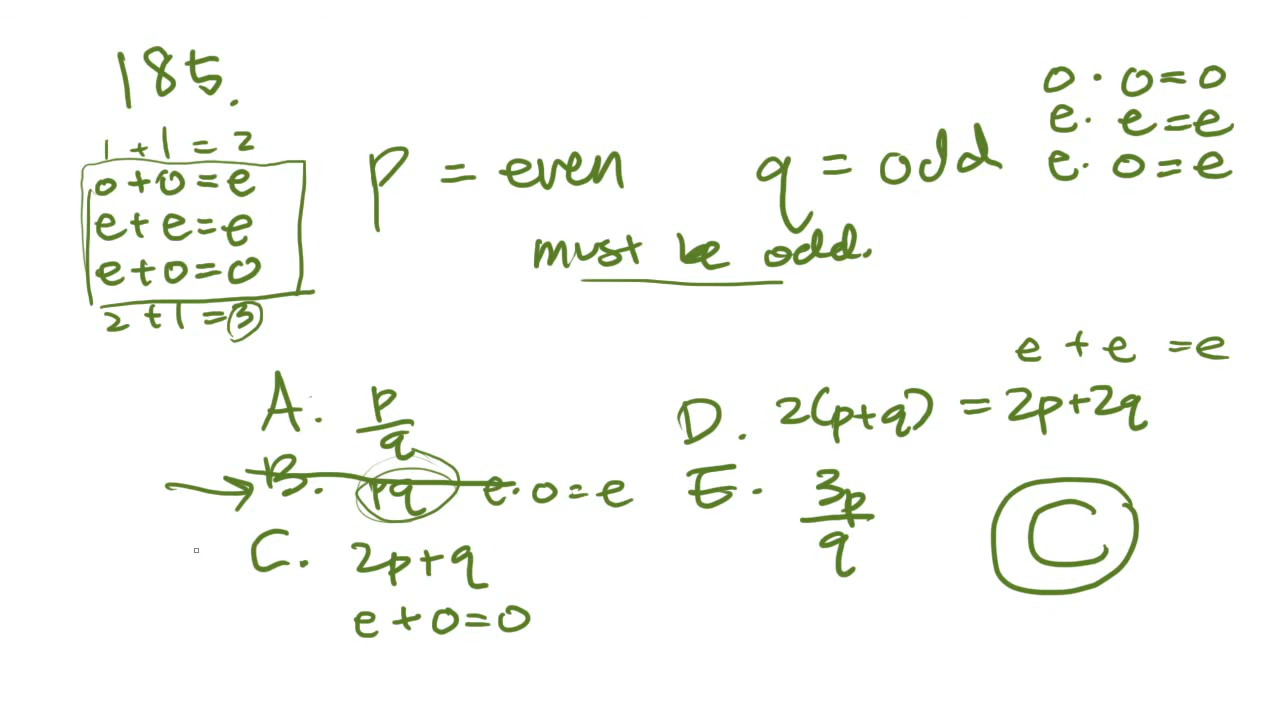 185.
1 + 1 = 2
o + o = e
e + e = e
e + o = o
2 + 1 = 3
p = even
q = odd
must be odd.
o · o = o
e · e = e
e · o = e
A. p/q
B. pq e · o = e
C. 2p + q
e + o = o
e + e = e
D. 2(p+q) = 2p+2q
E. 3p/q
C